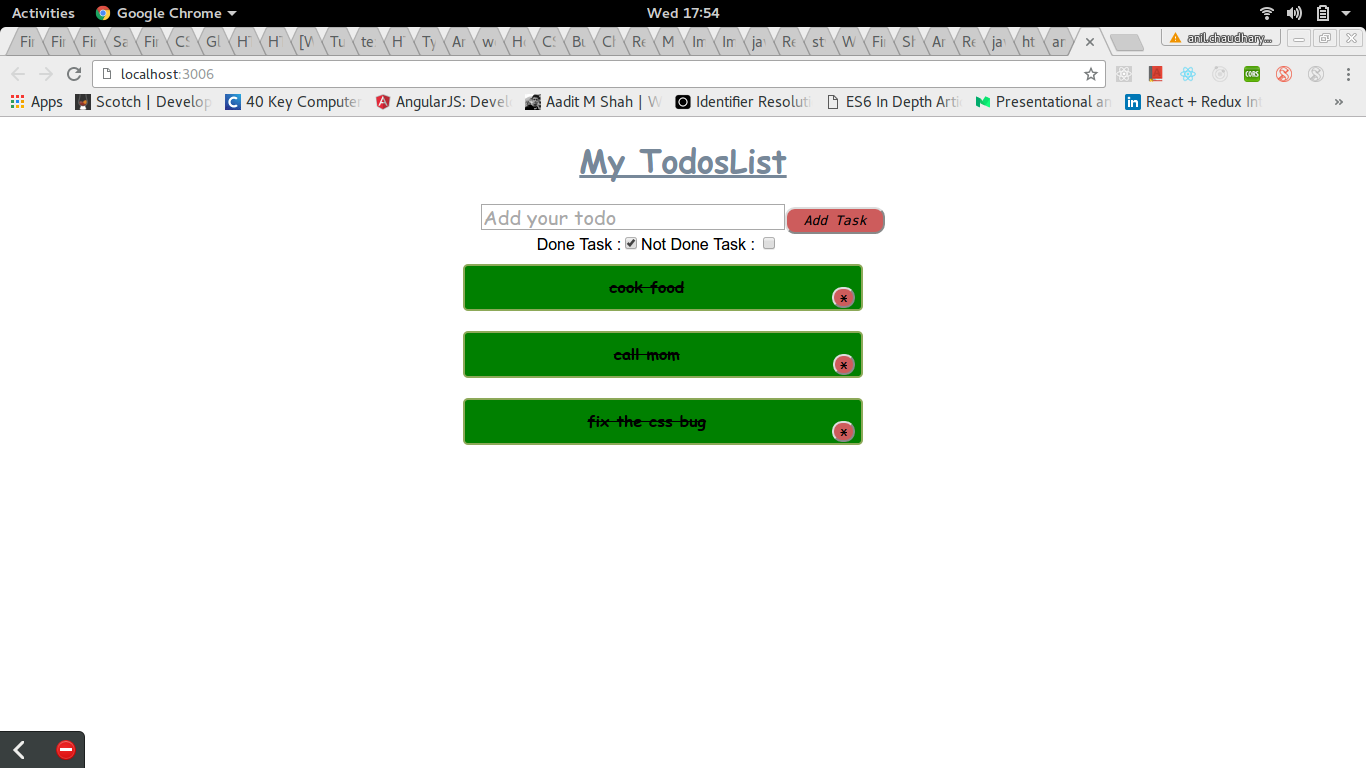 Activities Google Chrome Wed 17:54
Fir Fir Fir Sa Fir CS Gl HT HT [W Tu te HT Ty Ar we Ho CS Bu Ch Re M Im Im jav Re st W Fir Sh Ar Re jav ht ar anil.chaudhary...
localhost:3006 CORS
Apps Scotch | Develop 40 Key Computer AngularJS: Devel Aadit M Shah | W Identifier Resoluti ES6 In Depth Artic Presentational an React + Redux Int »
My TodosList
Add your todo Add Task
Done Task : Not Done Task :
cook food x
call mom x
fix the css bug x